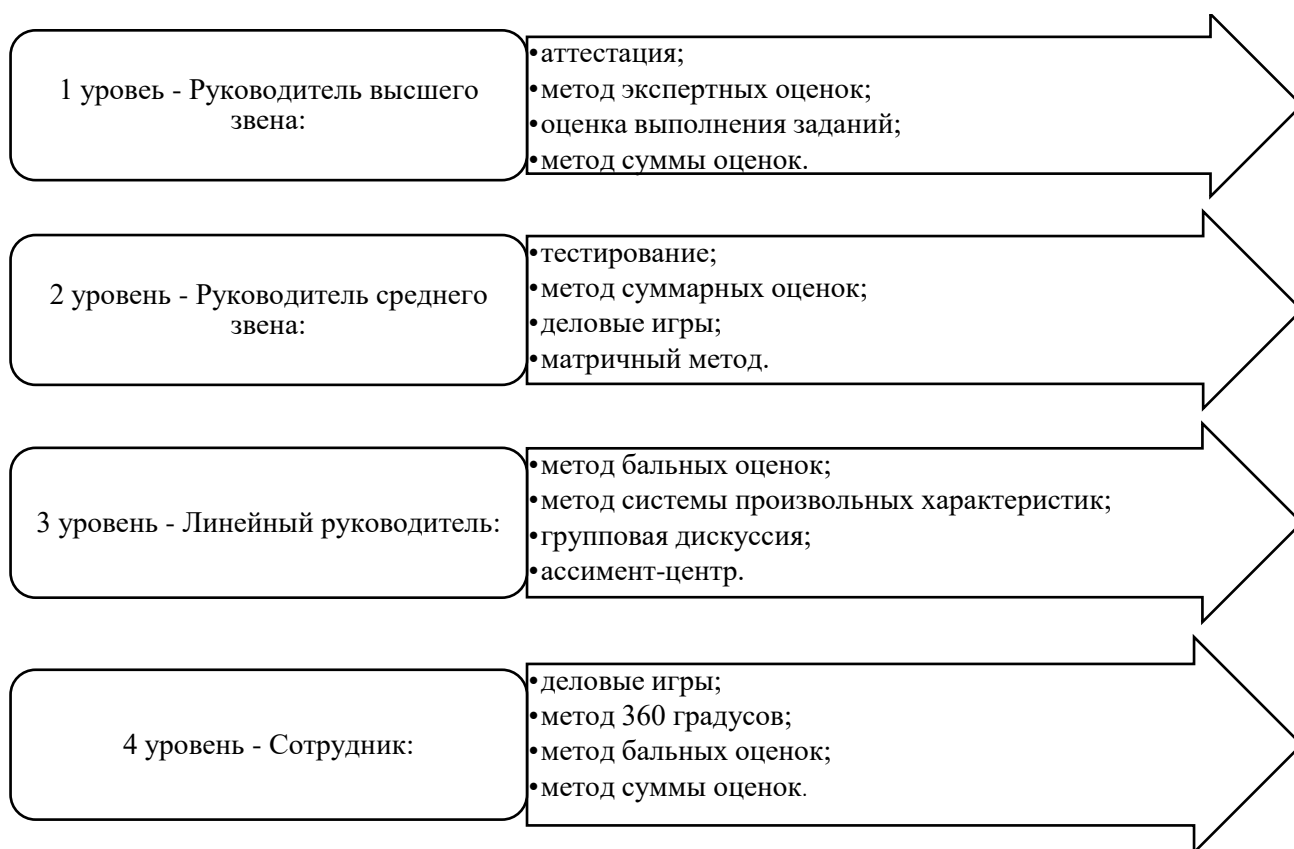 1 уровеь - Руководитель высшего
звена:
•аттестация;
•метод экспертных оценок;
•оценка выполнения заданий;
•метод суммы оценок.
2 уровень - Руководитель среднего
звена:
•тестирование;
•метод суммарных оценок;
•деловые игры;
•матричный метод.
3 уровень - Линейный руководитель:
•метод бальных оценок;
•метод системы произвольных характеристик;
•групповая дискуссия;
•ассимент-центр.
4 уровень - Сотрудник:
•деловые игры;
•метод 360 градусов;
•метод бальных оценок;
•метод суммы оценок.